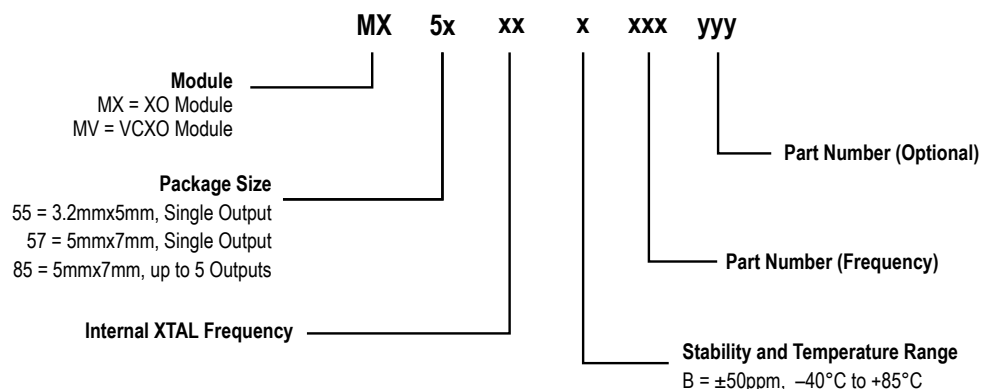 MX 5x xx x xxx yyy
Module
MX = XO Module
MV = VCXO Module
Part Number (Optional)
Package Size
55 = 3.2mmx5mm, Single Output
57 = 5mmx7mm, Single Output
85 = 5mmx7mm, up to 5 Outputs
Part Number (Frequency)
Internal XTAL Frequency
Stability and Temperature Range
B = ±50ppm, –40°C to +85°C